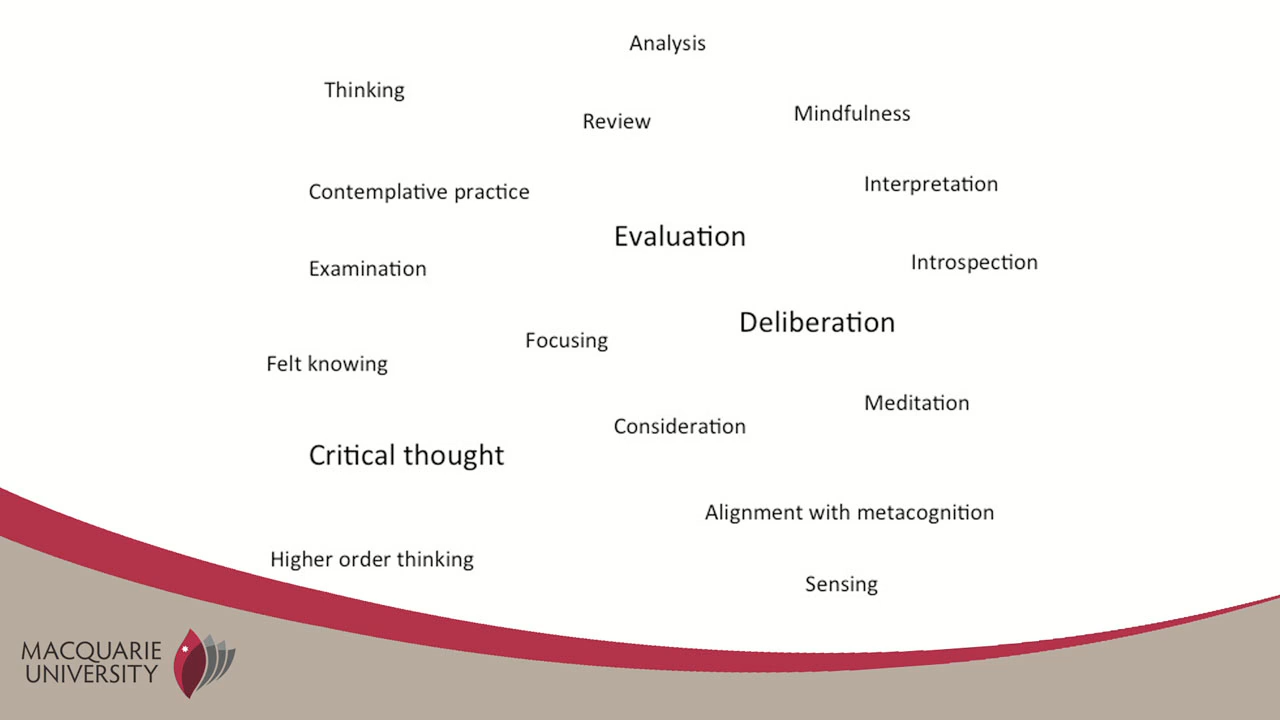 Analysis
Thinking
Mindfulness
Review
Interpretation
Contemplative practice
Evaluation
Introspection
Examination
Deliberation
Focusing
Felt knowing
Meditation
Consideration
Critical thought
Alignment with metacognition
Higher order thinking
Sensing
MACQUARIE
UNIVERSITY